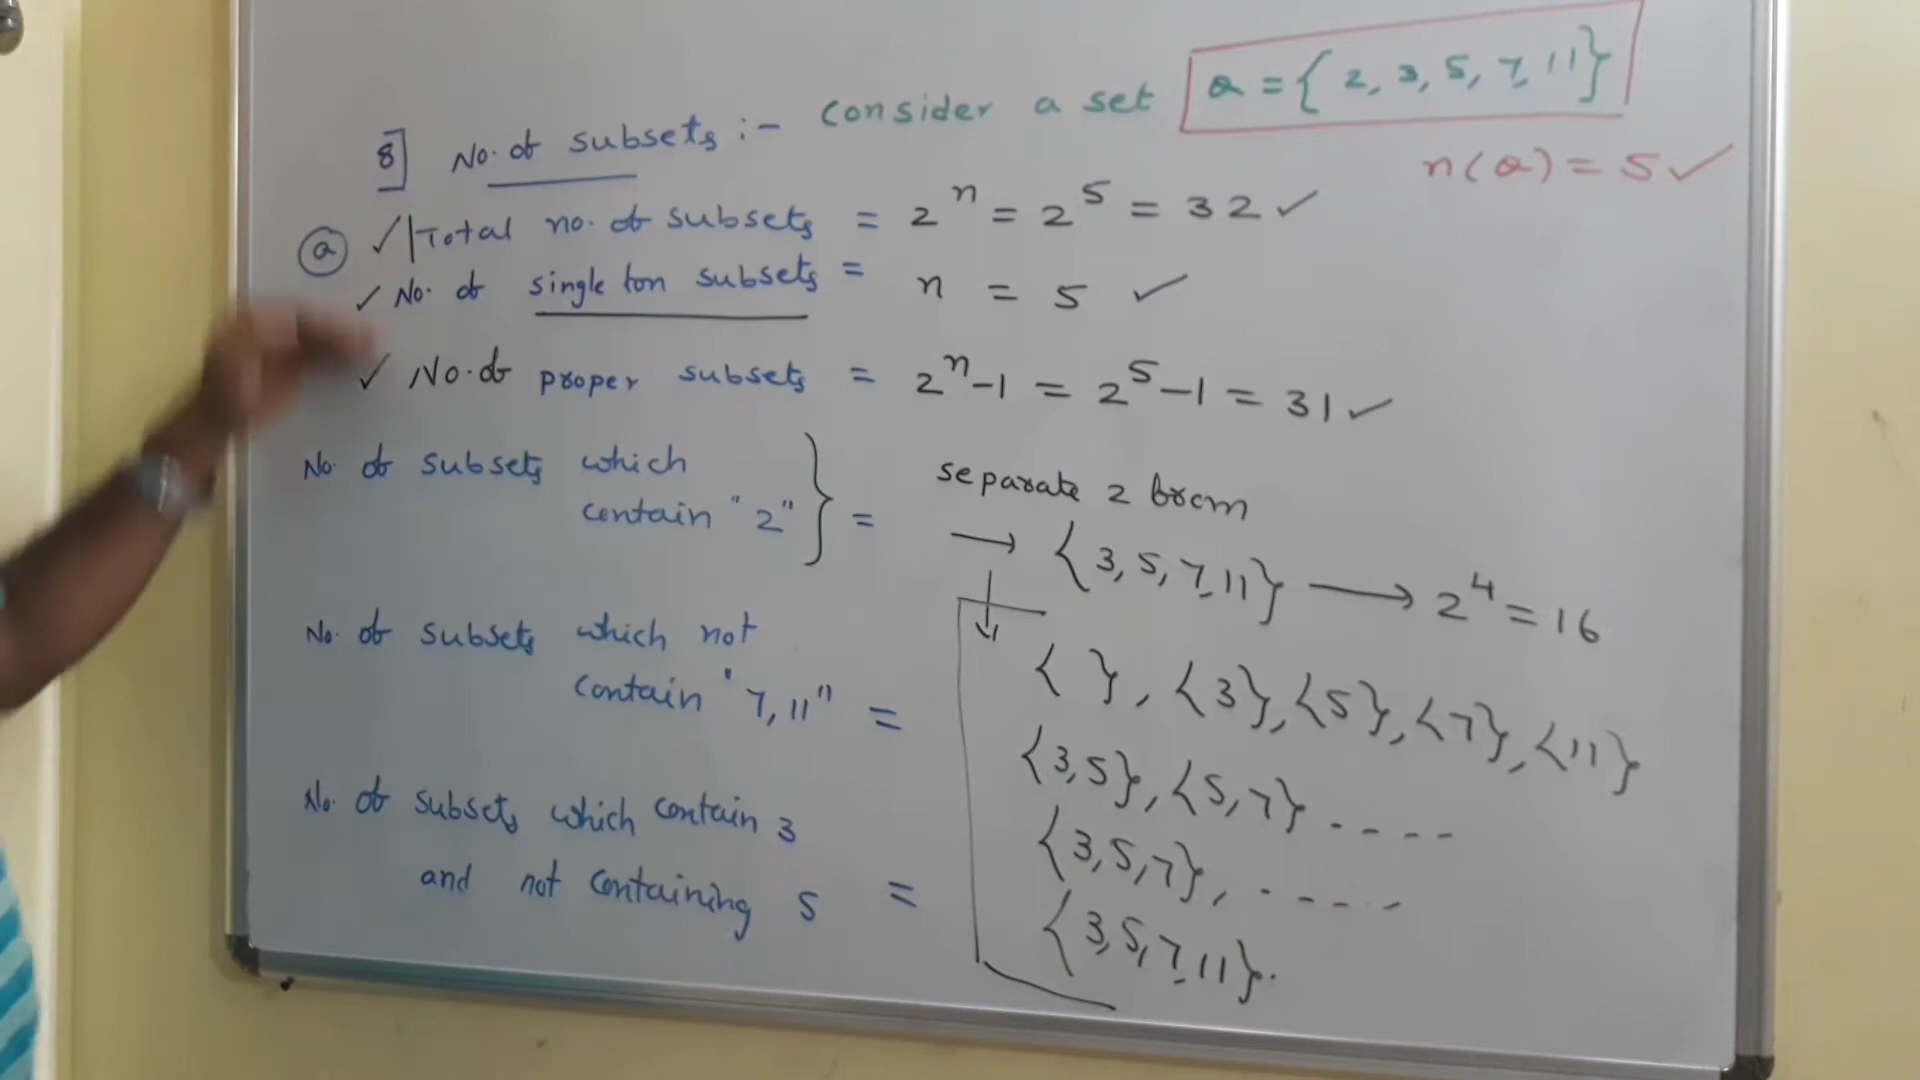 8] No. of subsets :- consider a set Q = { 2, 3, 5, 7, 11 }
n(Q) = 5 ✓
(a) ✓ Total no. of subsets = 2^n = 2^5 = 32 ✓
✓ No. of single ton subsets = n = 5 ✓
✓ No. of proper subsets = 2^n - 1 = 2^5 - 1 = 31 ✓
No. of subsets which
contain "2" } =
separate 2 from
→ {3, 5, 7, 11} → 2^4 = 16
No. of subsets which not
contain "7, 11" =
{ }, {3}, {5}, {7}, {11}
{3,5}, {5,7} - - - -
{3,5,7}, - - - - -
{3,5,7,11}.
No. of subsets which contain 3
and not containing 5 =